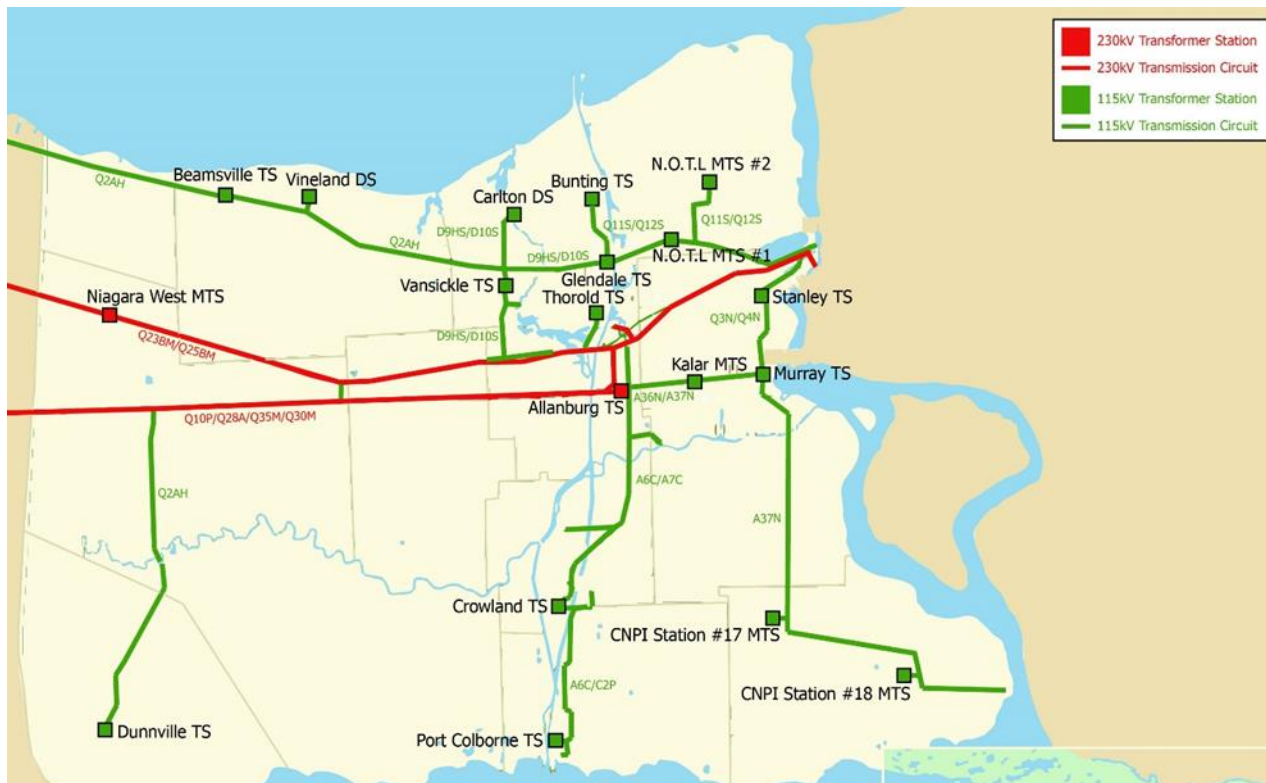 230kV Transformer Station
230kV Transmission Circuit
115kV Transformer Station
115kV Transmission Circuit
Q2AH
Beamsville TS
Vineland DS
Carlton DS
Bunting TS
N.O.T.L MTS #2
D9HS/D10S
Q11S/Q12S
Q11S/Q12S
Q2AH
D9HS/D10S
N.O.T.L MTS #1
Glendale TS
Vansickle TS
Thorold TS
Stanley TS
Niagara West MTS
Q3N/Q4N
Q23BM/Q25BM
D9HS/D10S
Kalar MTS
Murray TS
A36N/A37N
Allanburg TS
Q10P/Q28A/Q35M/Q30M
A6C/A7C
Q2AH
A37N
Crowland TS
CNPI Station #17 MTS
A6C/C2P
CNPI Station #18 MTS
Dunnville TS
Port Colborne TS